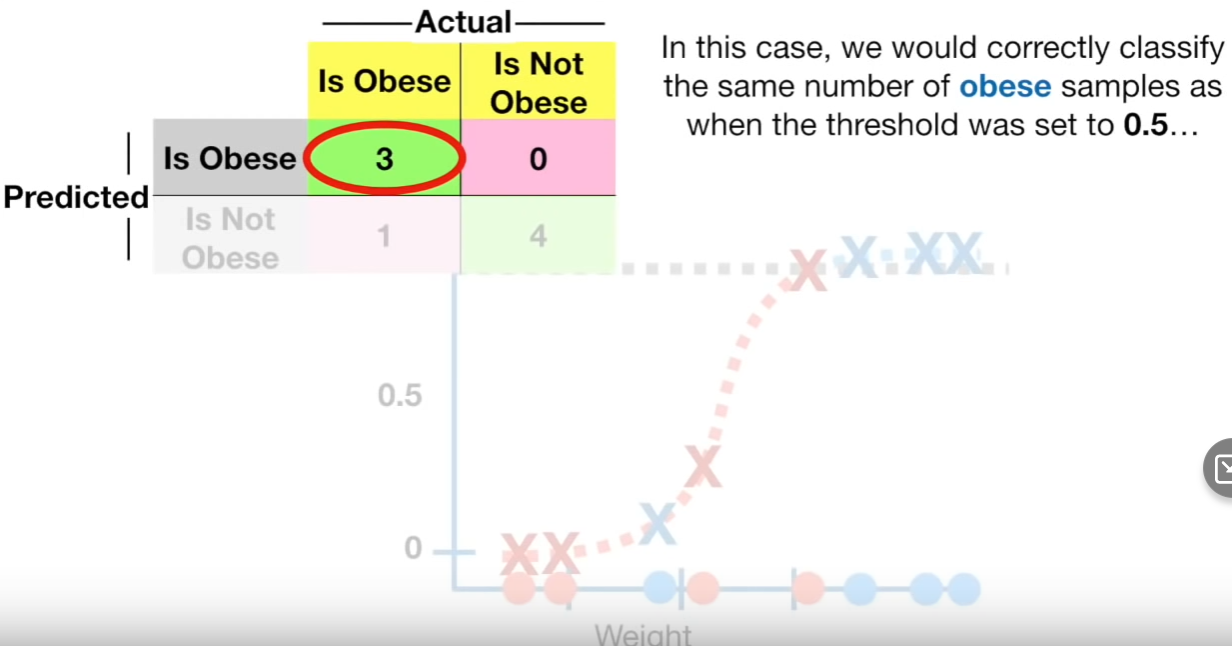 Actual
Is Obese
Is Not
Obese
In this case, we would correctly classify
the same number of obese samples as
when the threshold was set to 0.5…
Predicted
Is Obese
3
0
Is Not
Obese
1
4
X
X
X
X
X
X
X
X
0.5
0
Weight